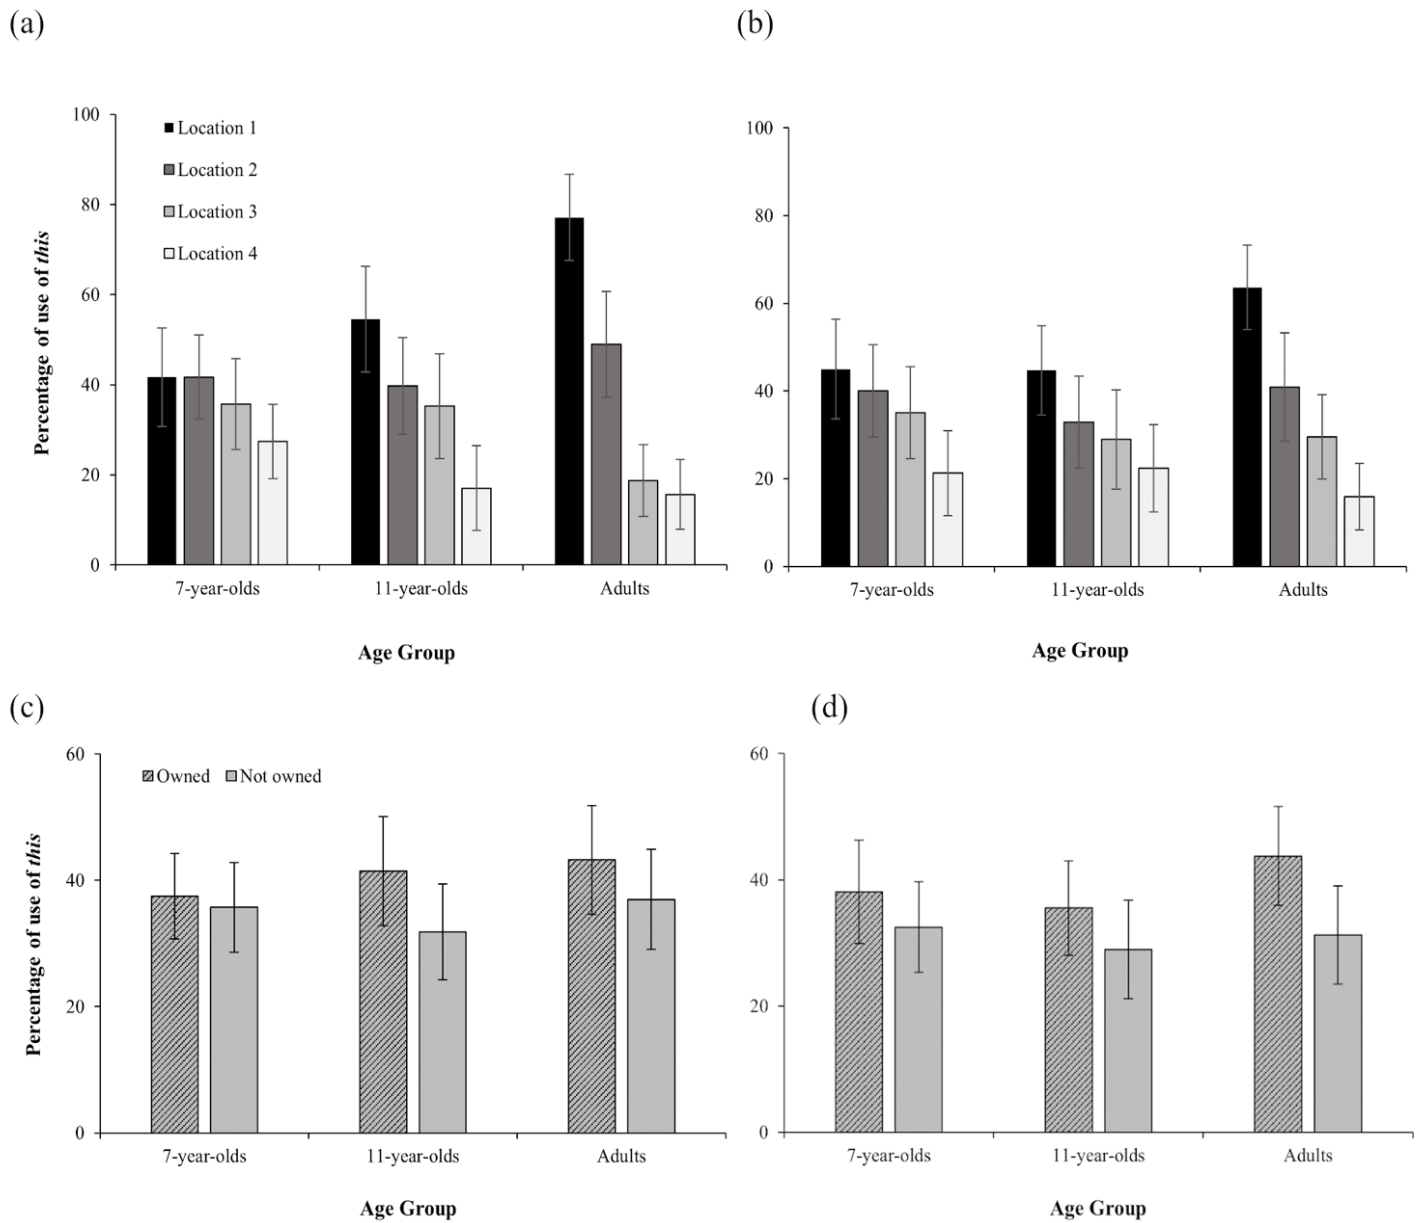 (a)
100
80
60
40
20
0
Percentage of use of this
Location 1
Location 2
Location 3
Location 4
7-year-olds 11-year-olds Adults
Age Group
(b)
100
80
60
40
20
0
7-year-olds 11-year-olds Adults
Age Group
(c)
60
40
20
0
Percentage of use of this
Owned Not owned
7-year-olds 11-year-olds Adults
Age Group
(d)
60
40
20
0
7-year-olds 11-year-olds Adults
Age Group